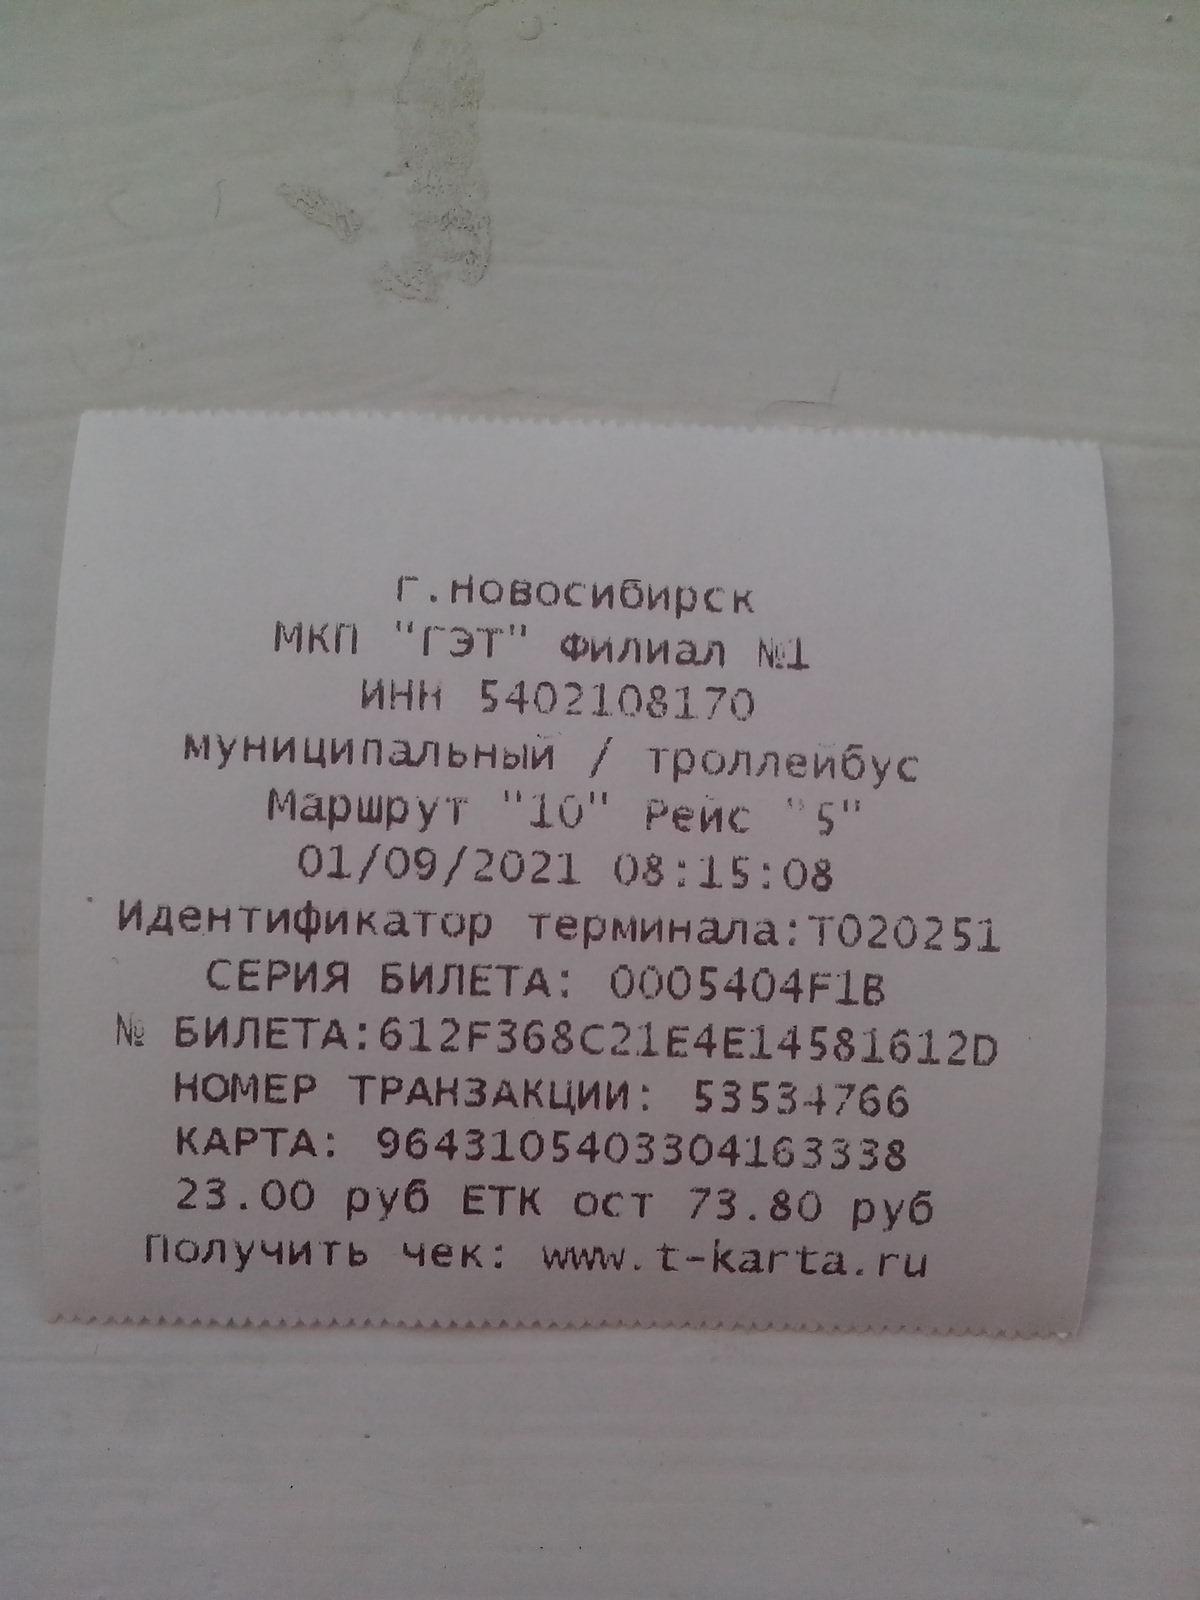 г.Новосибирск
МКП "ГЭТ" Филиал №1
ИНН 5402108170
муниципальный / троллейбус
Маршрут "10" Рейс "5"
01/09/2021 08:15:08
Идентификатор терминала:T020251
СЕРИЯ БИЛЕТА: 0005404F1B
№ БИЛЕТА:612F368C21E4E14581612D
НОМЕР ТРАНЗАКЦИИ: 53534766
КАРТА: 9643105403304163338
23.00 руб ЕТК ост 73.80 руб
Получить чек: www.t-karta.ru